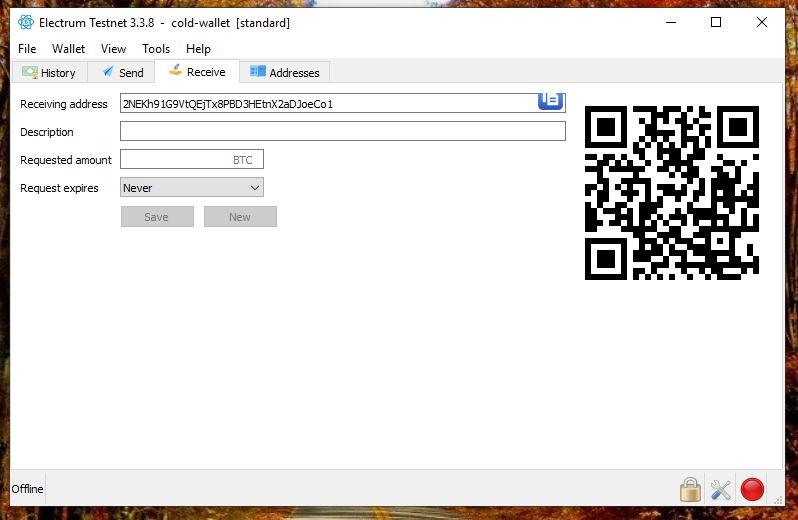 Electrum Testnet 3.3.8 - cold-wallet [standard]
File Wallet View Tools Help
History Send Receive Addresses
Receiving address 2NEKh91G9VtQEjTx8PBD3HEtnX2aDJoeCo1
Description
Requested amount BTC
Request expires Never
Save New
Offline